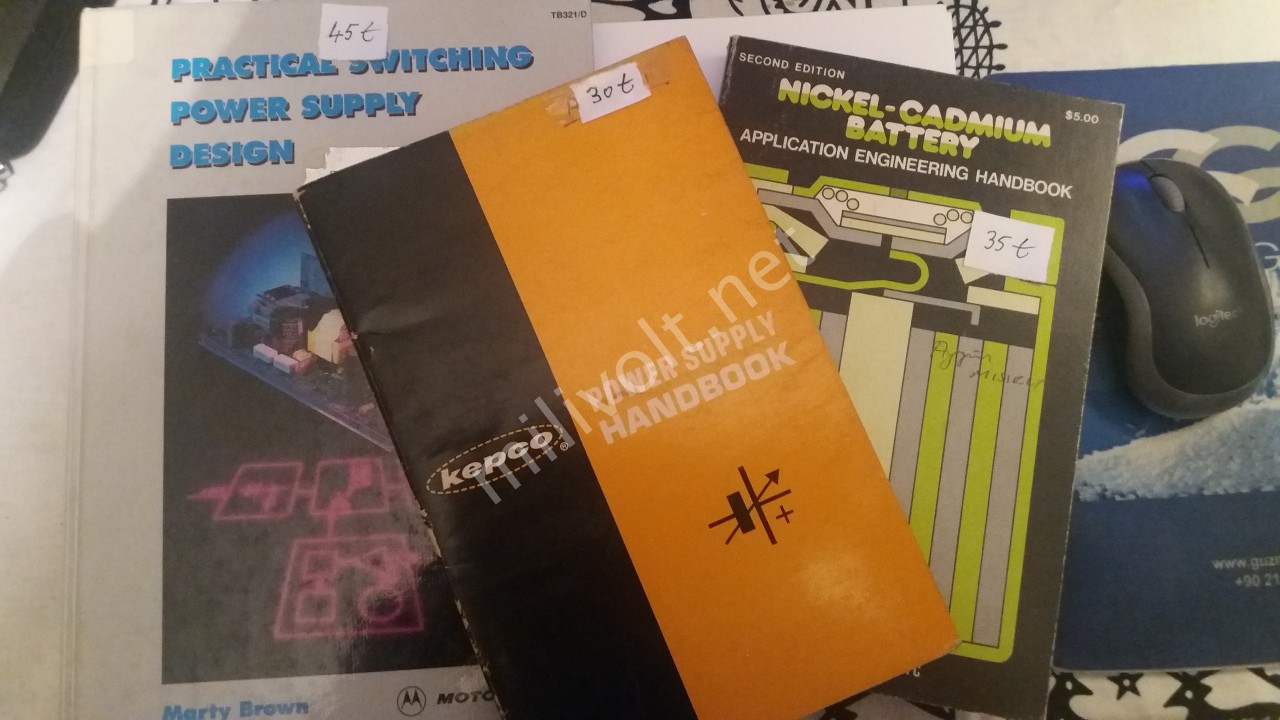 TB321/D
45t
PRACTICAL SWITCHING
POWER SUPPLY
DESIGN
Marty Brown
MOTO
30t
kepco®
POWER SUPPLY
HANDBOOK
+
SECOND EDITION
$5.00
NICKEL-CADMIUM
BATTERY
APPLICATION ENGINEERING HANDBOOK
35t
milivolt.net
logitech
www.guz
+90 21